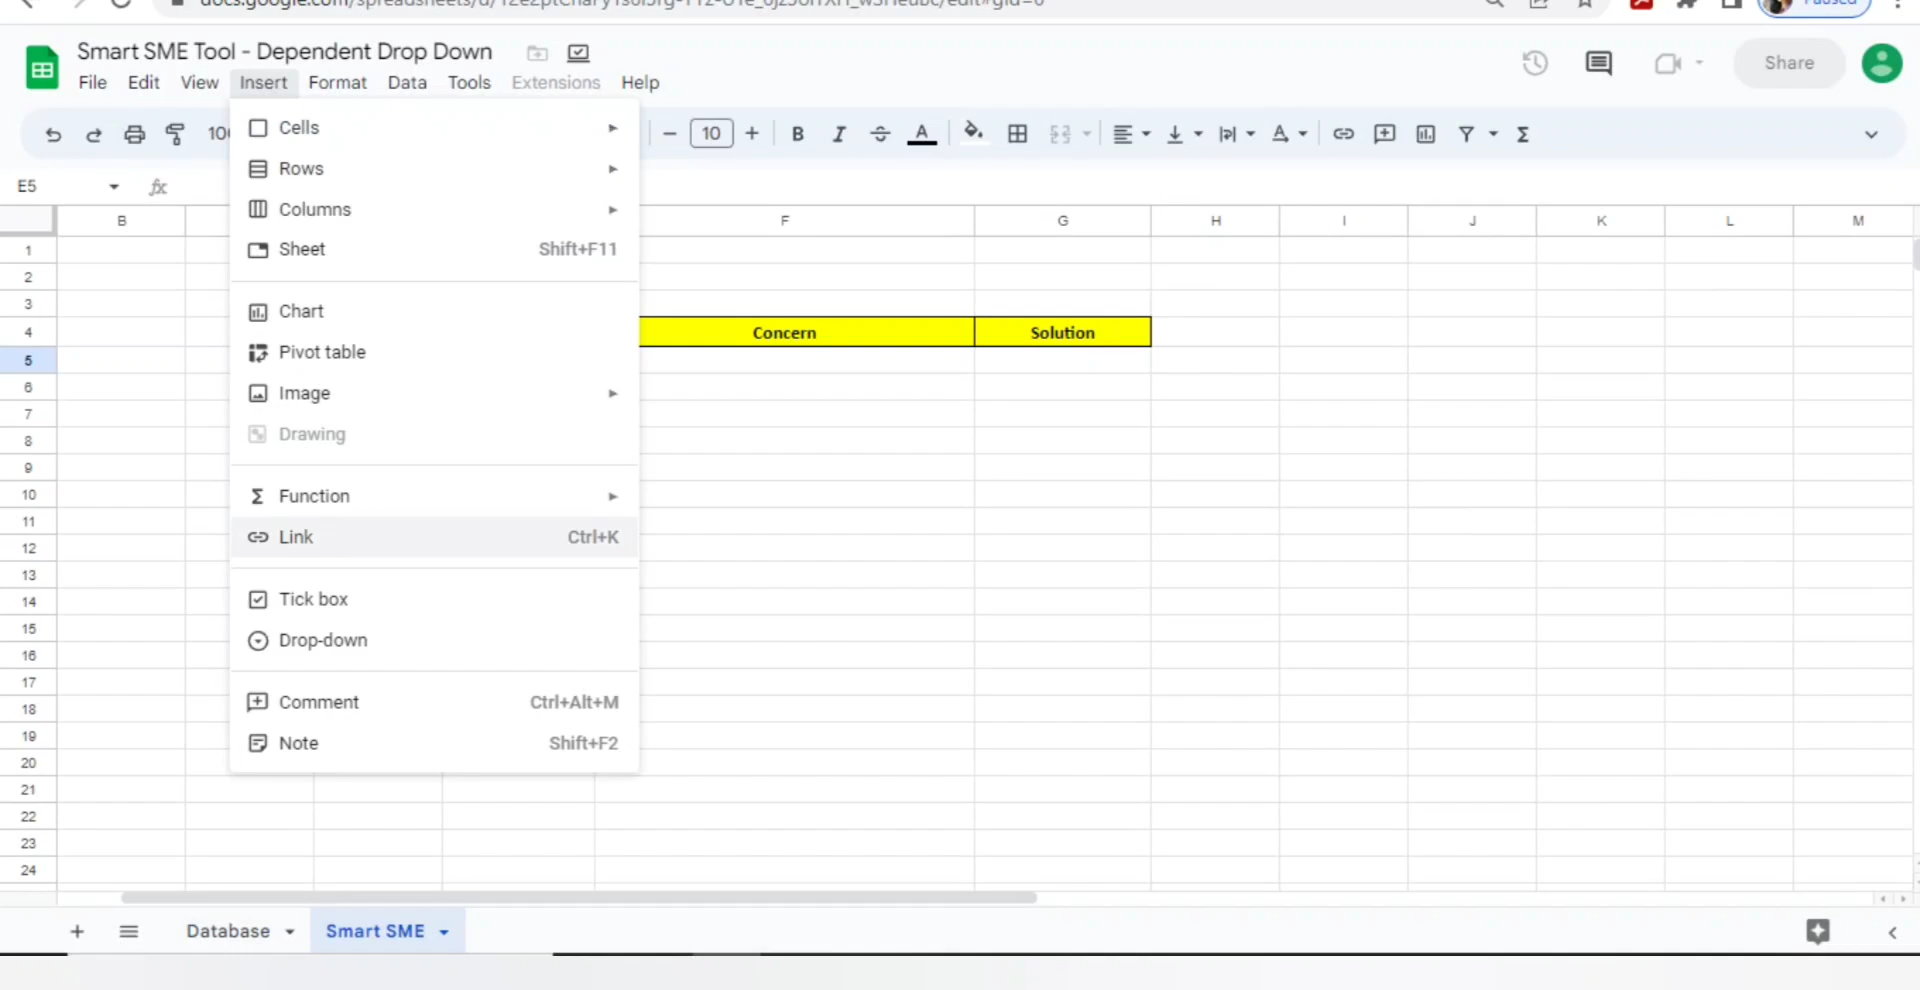 Smart SME Tool - Dependent Drop Down
File Edit View Insert Format Data Tools Extensions Help
Share
10
E5 fx
B F G H I J K L M
Cells
Rows
Columns
Sheet Shift+F11
Chart
Pivot table
Image
Drawing
Function
Link Ctrl+K
Tick box
Drop-down
Comment Ctrl+Alt+M
Note Shift+F2
1
2
3
4 Concern Solution
5
6
7
8
9
10
11
12
13
14
15
16
17
18
19
20
21
22
23
24
Database Smart SME